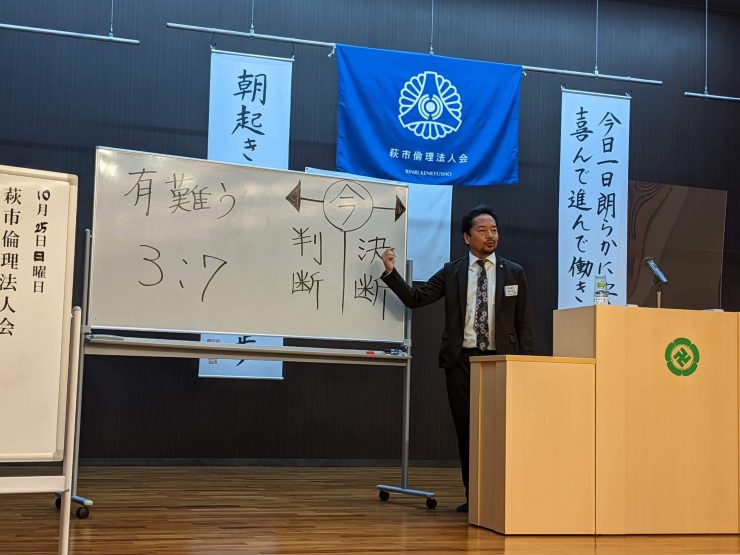 朝起き
萩市倫理法人会
RINRI KENKYUSHO
今日一日朗らかに
喜んで進んで働き
有難う
3:7
今
決断
判断
10月25日日曜日
萩市倫理法人会